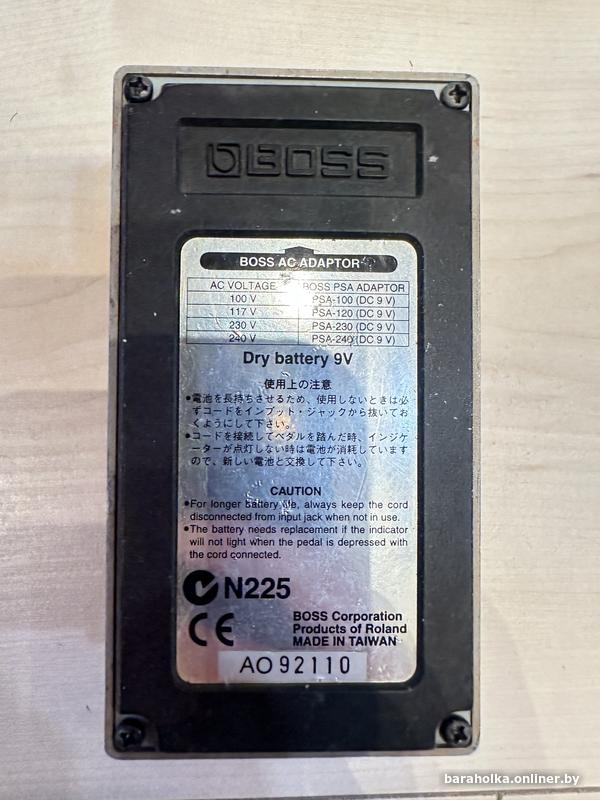 BOSS
BOSS AC ADAPTOR
AC VOLTAGE BOSS PSA ADAPTOR
100 V PSA-100 (DC 9 V)
117 V PSA-120 (DC 9 V)
230 V PSA-230 (DC 9 V)
240 V PSA-240 (DC 9 V)
Dry battery 9V
使用上の注意
●電池を長持ちさせるため、使用しないときは必
ずコードをインプット・ジャックから抜いてお
くようにして下さい。
●コードを接続してペダルを踏んだ時、インジケ
ーターが点灯しない時は電池が消耗しています
ので、新しい電池と交換して下さい。
CAUTION
●For longer battery life, always keep the cord
disconnected from input jack when not in use.
●The battery needs replacement if the indicator
will not light when the pedal is depressed with
the cord connected.
N225
CE
BOSS Corporation
Products of Roland
MADE IN TAIWAN
AO92110
baraholka.onliner.by